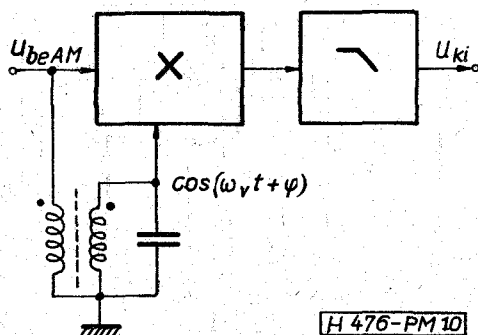 u_beAM
×
u_ki
cos(ω_v t + φ)
H 476-PM 10